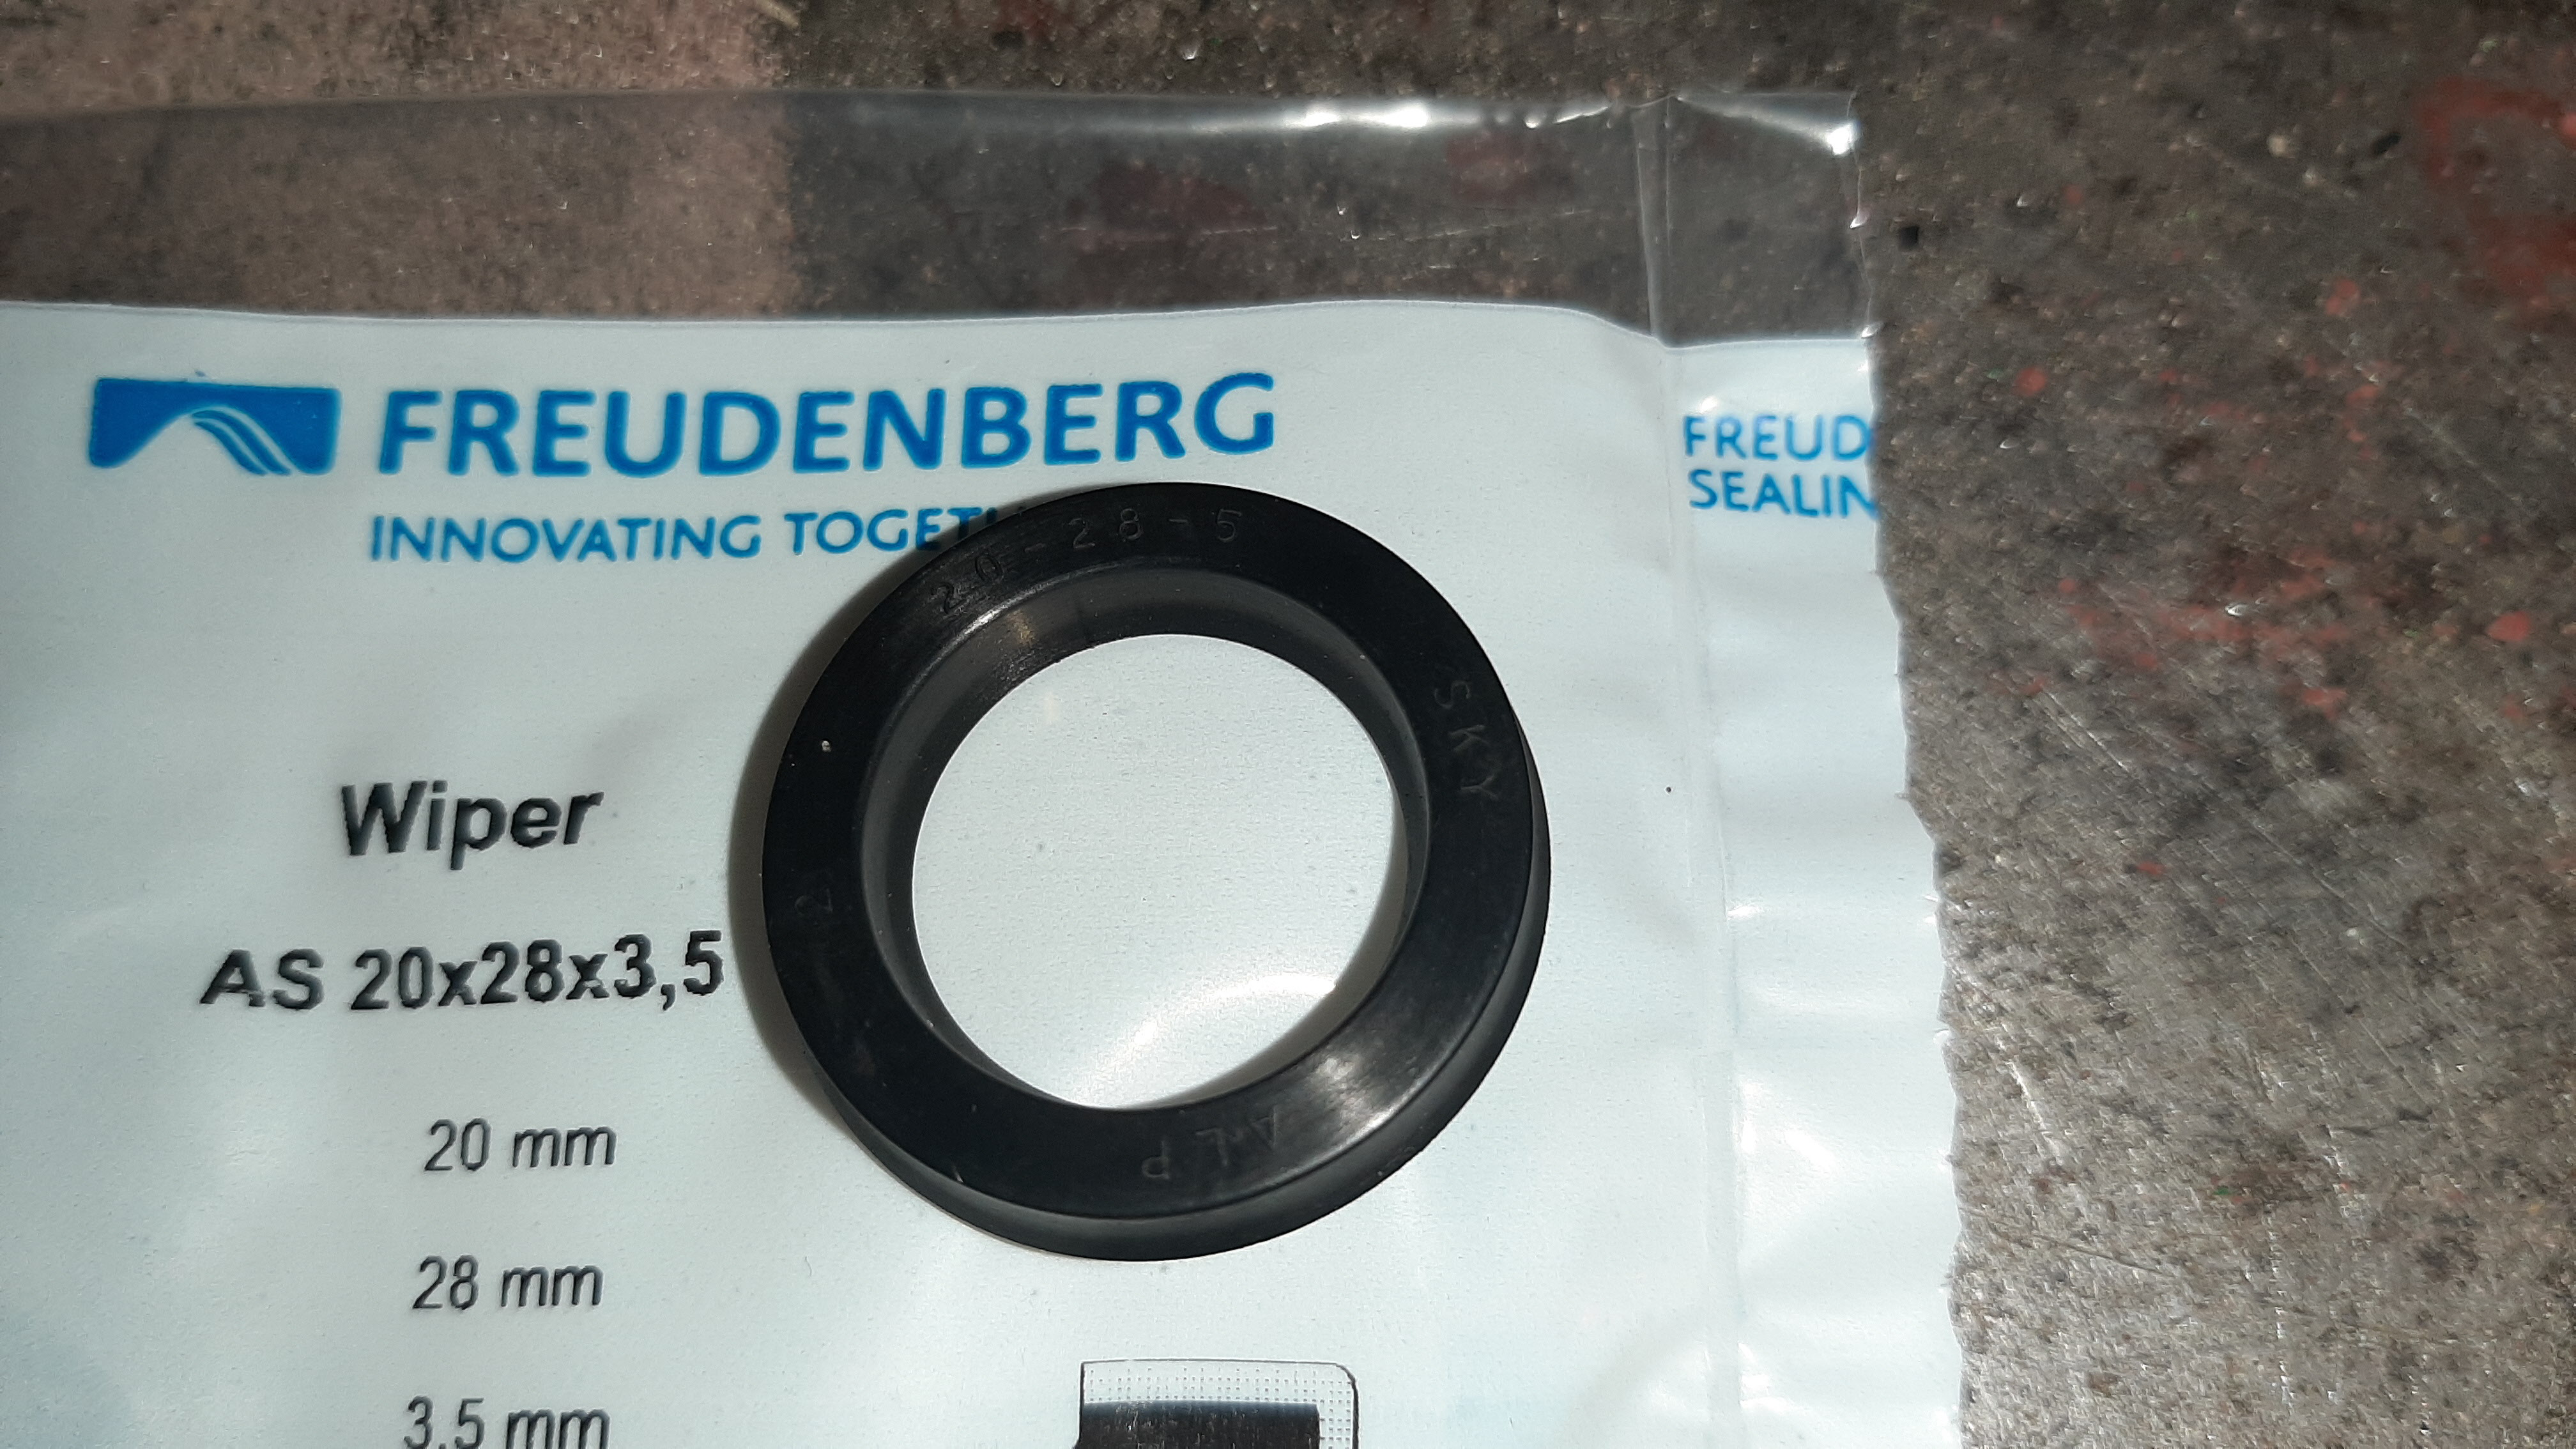 FREUDENBERG
INNOVATING
FREUD
SEALIN
20-28-5
SKY
ALP
2
Wiper
AS 20x28x3,5
20 mm
28 mm
3,5 mm